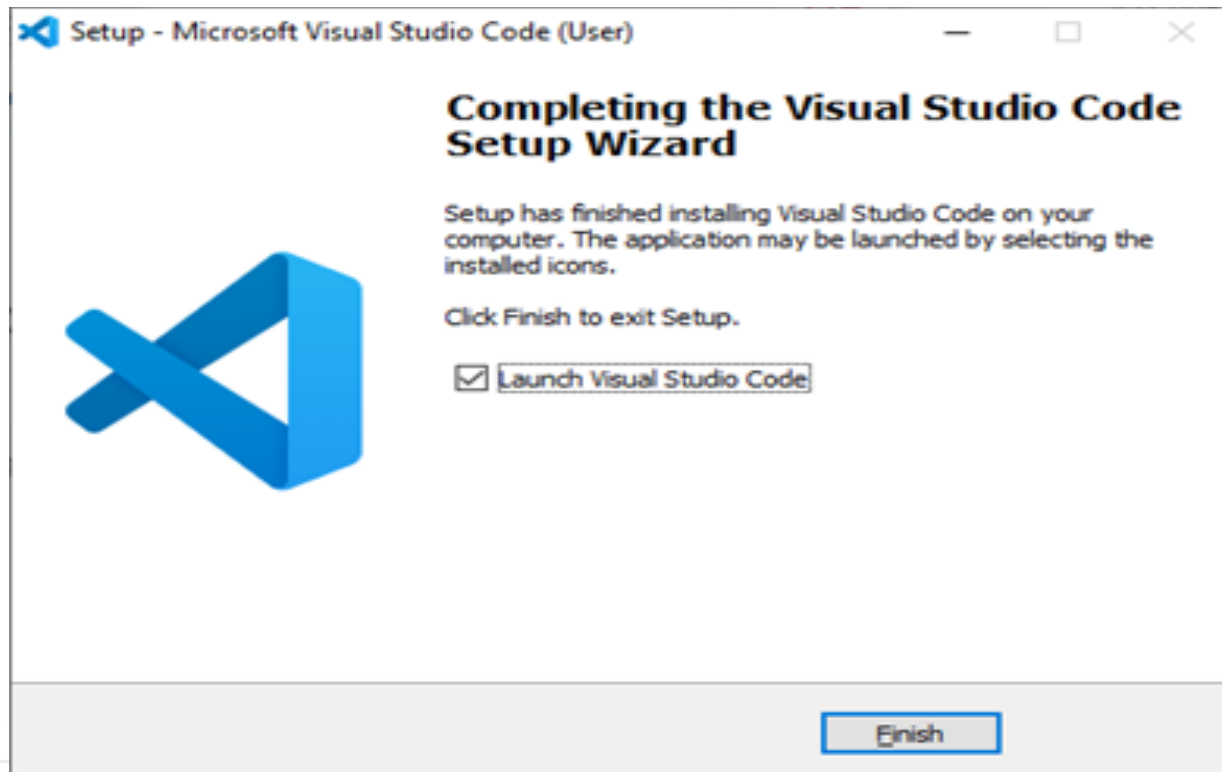 Setup - Microsoft Visual Studio Code (User)
Completing the Visual Studio Code
Setup Wizard
Setup has finished installing Visual Studio Code on your
computer. The application may be launched by selecting the
installed icons.
Click Finish to exit Setup.
Launch Visual Studio Code
Finish